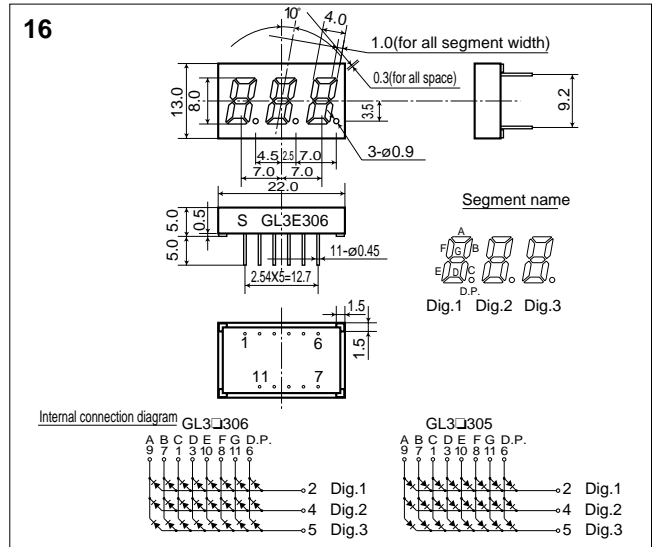 16
10°
4.0
1.0(for all segment width)
0.3(for all space)
13.0
8.0
3.5
9.2
4.5 2.5 7.0
3-ø0.9
7.0 7.0
22.0
Segment name
5.0
0.5
S GL3E306
5.0
11-ø0.45
2.54X5=12.7
A
F G B
E D C
D.P.
Dig.1 Dig.2 Dig.3
1.5
1.5
1 6
11 7
Internal connection diagram GL3❑306
A B C D E F G D.P.
9 7 1 3 10 8 11 6
2 Dig.1
4 Dig.2
5 Dig.3
GL3❑305
A B C D E F G D.P.
9 7 1 3 10 8 11 6
2 Dig.1
4 Dig.2
5 Dig.3